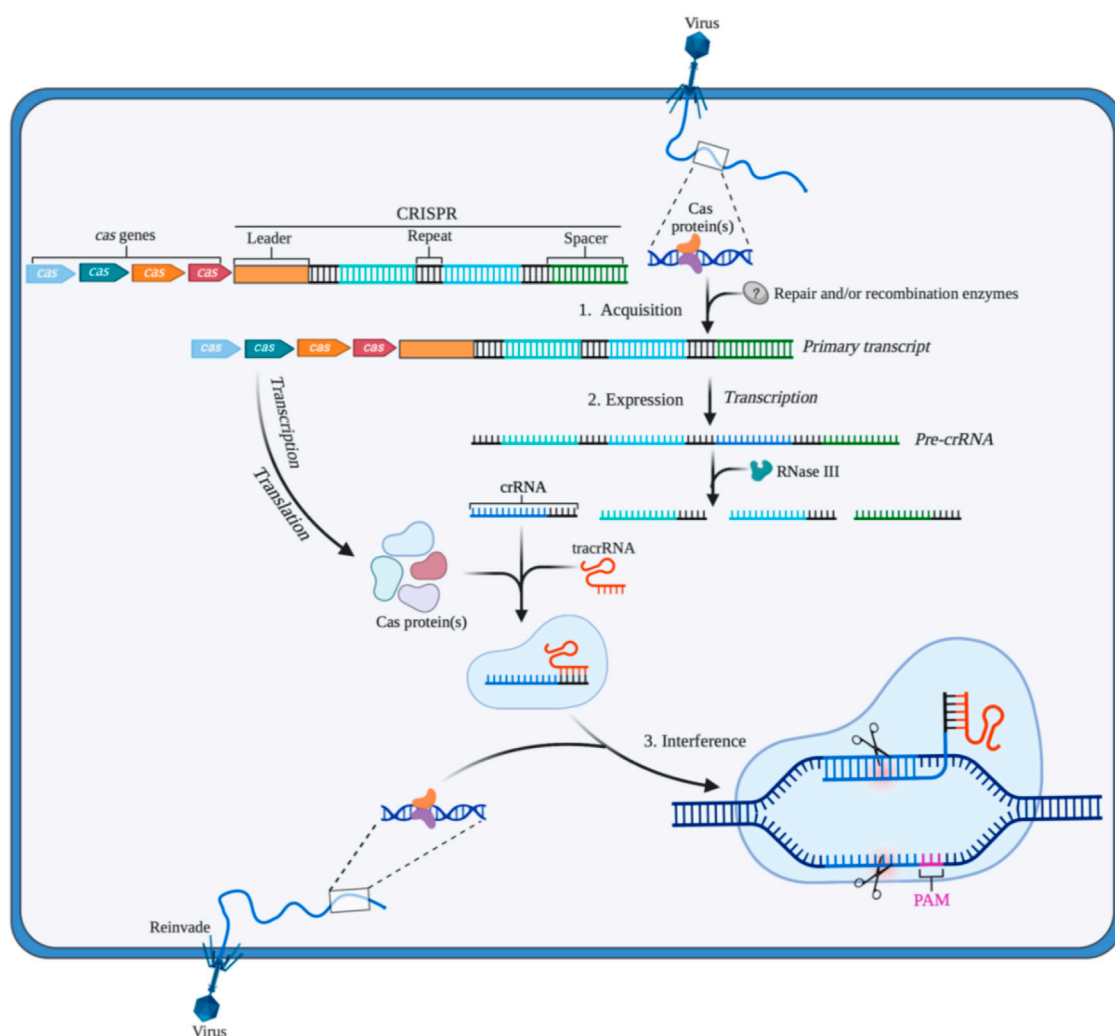 Virus
CRISPR
cas genes
Leader
Repeat
Spacer
cas
cas
cas
cas
Cas
protein(s)
?
Repair and/or recombination enzymes
1. Acquisition
cas
cas
cas
cas
Primary transcript
2. Expression
Transcription
Transcription
Translation
Pre-crRNA
RNase III
crRNA
tracrRNA
Cas protein(s)
3. Interference
PAM
Reinvade
Virus